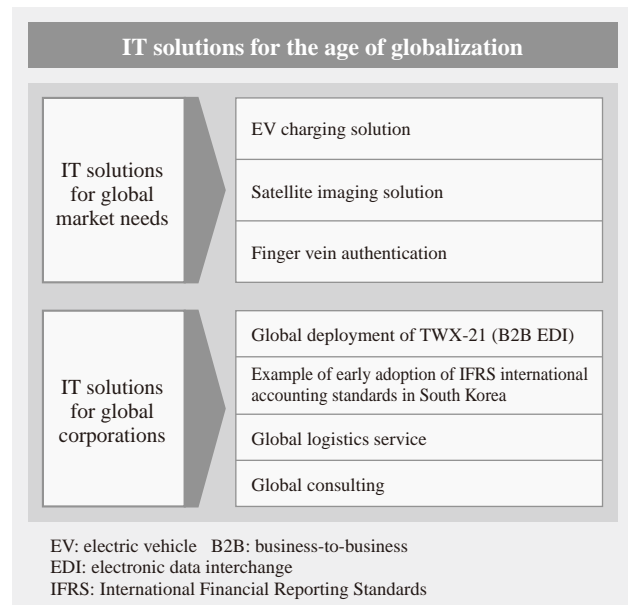 IT solutions for the age of globalization
IT solutions
for global
market needs
EV charging solution
Satellite imaging solution
Finger vein authentication
IT solutions
for global
corporations
Global deployment of TWX-21 (B2B EDI)
Example of early adoption of IFRS international
accounting standards in South Korea
Global logistics service
Global consulting
EV: electric vehicle   B2B: business-to-business
EDI: electronic data interchange
IFRS: International Financial Reporting Standards